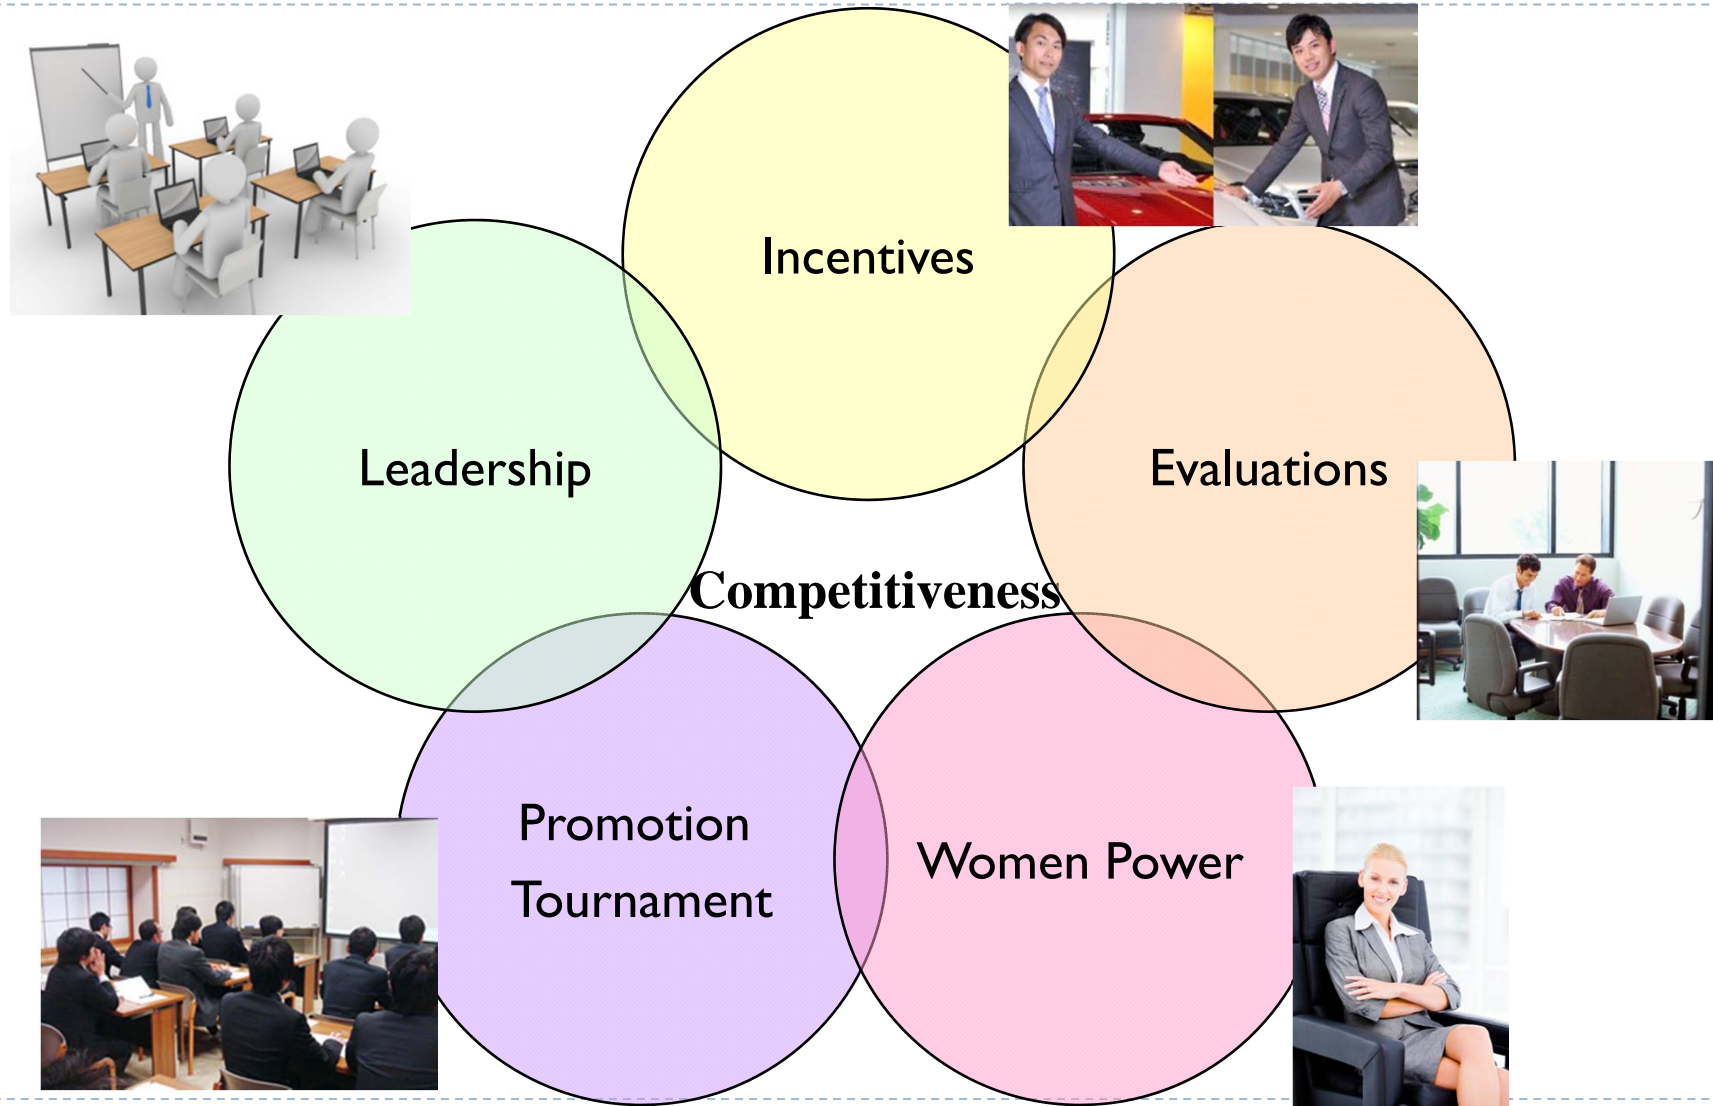 Incentives
Leadership
Evaluations
Competitiveness
Promotion
Tournament
Women Power